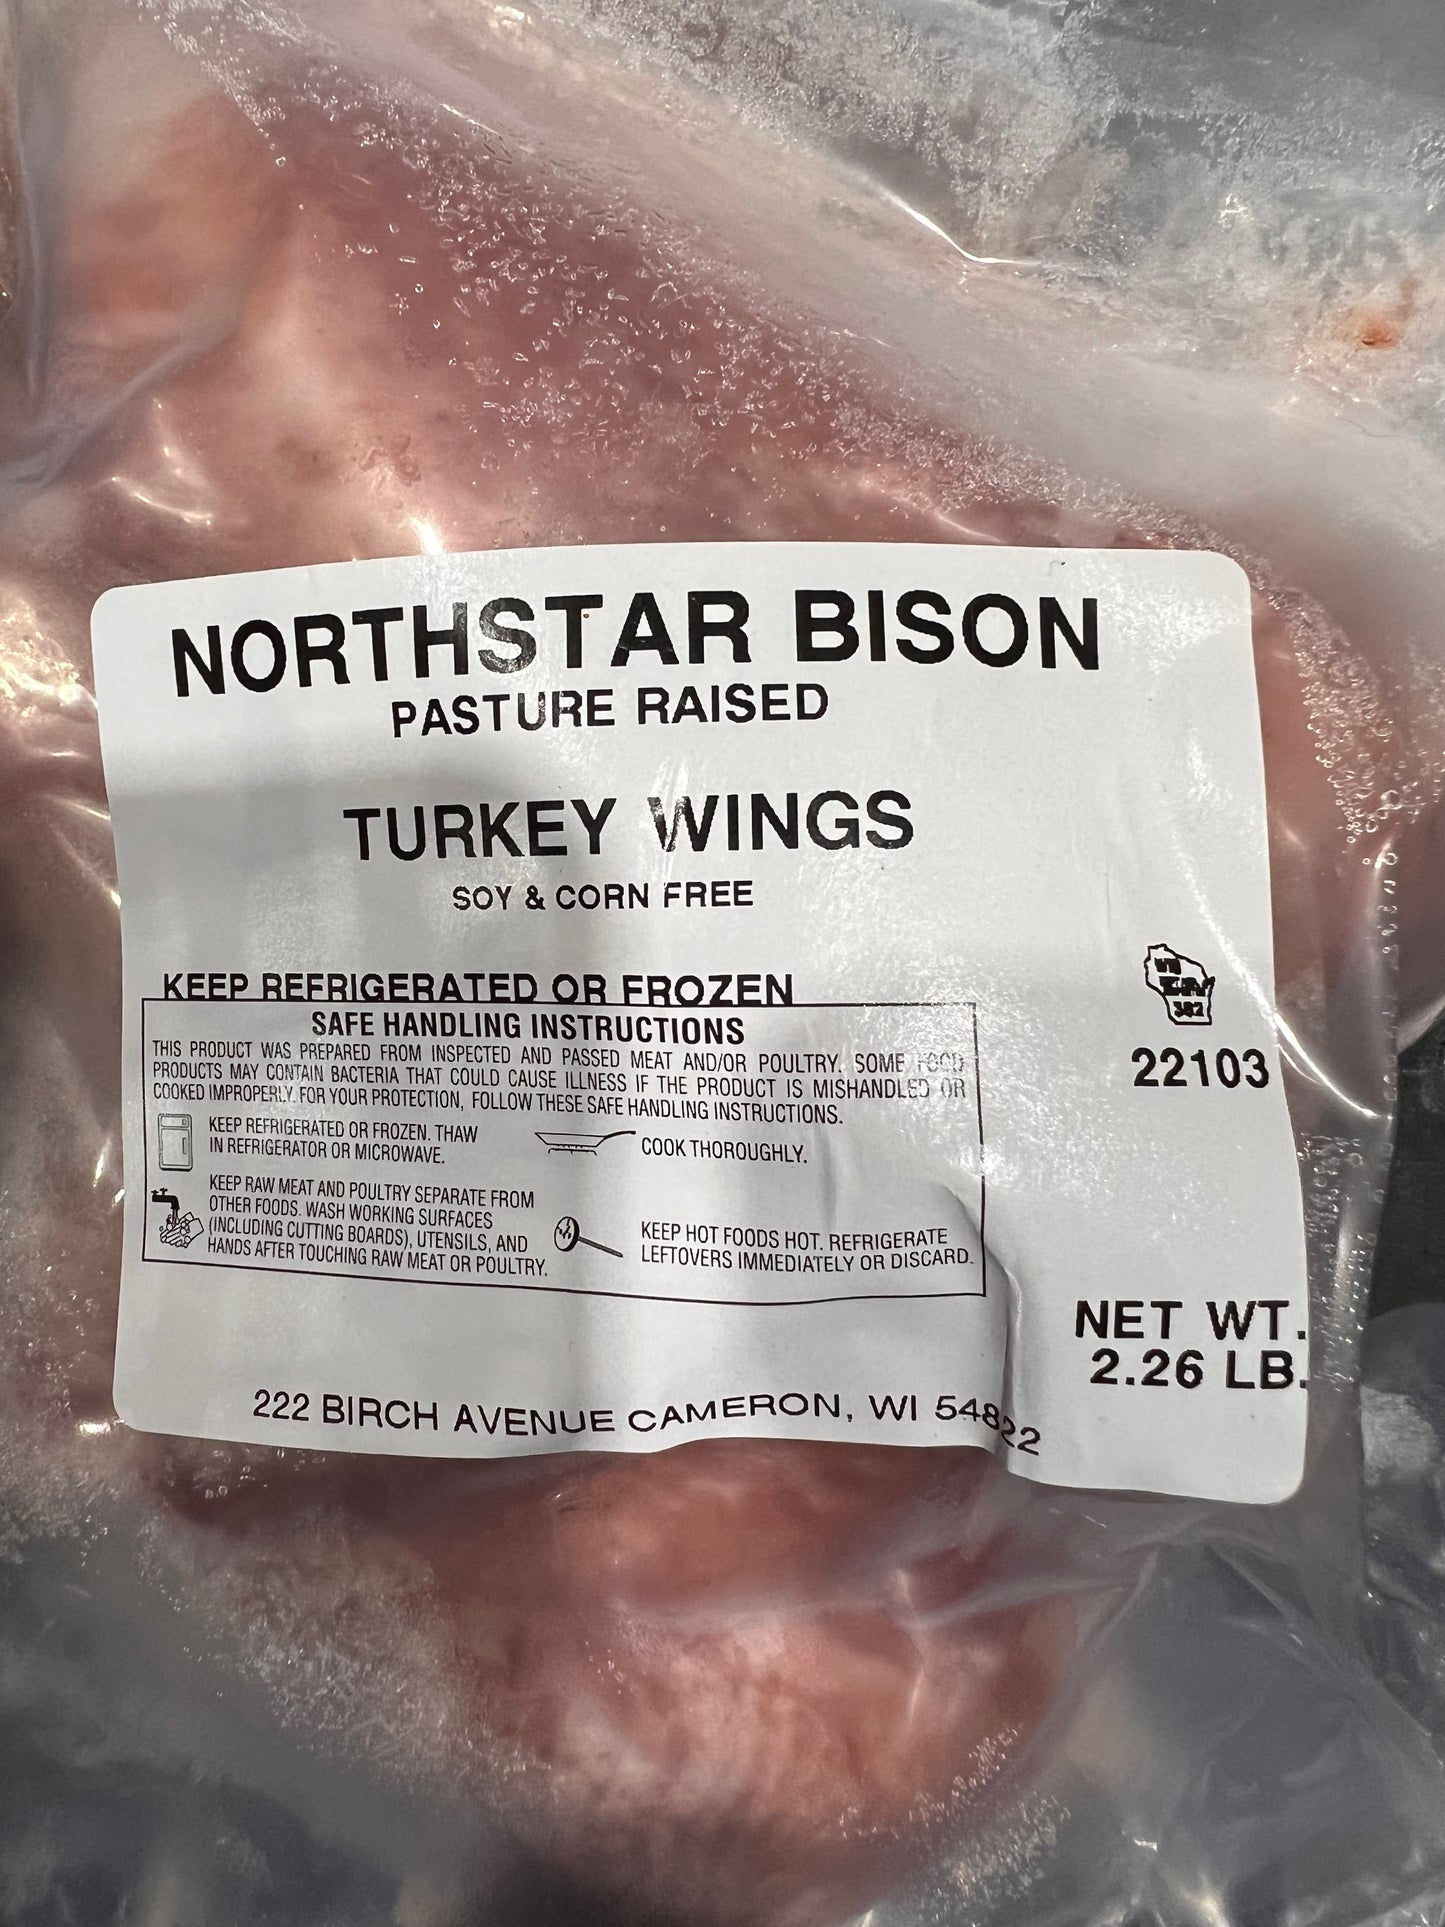 NORTHSTAR BISON
PASTURE RAISED
TURKEY WINGS
SOY & CORN FREE
KEEP REFRIGERATED OR FROZEN
SAFE HANDLING INSTRUCTIONS
THIS PRODUCT WAS PREPARED FROM INSPECTED AND PASSED MEAT AND/OR POULTRY. SOME FOOD
PRODUCTS MAY CONTAIN BACTERIA THAT COULD CAUSE ILLNESS IF THE PRODUCT IS MISHANDLED OR
COOKED IMPROPERLY. FOR YOUR PROTECTION, FOLLOW THESE SAFE HANDLING INSTRUCTIONS.
KEEP REFRIGERATED OR FROZEN. THAW
IN REFRIGERATOR OR MICROWAVE.
COOK THOROUGHLY.
KEEP RAW MEAT AND POULTRY SEPARATE FROM
OTHER FOODS. WASH WORKING SURFACES
(INCLUDING CUTTING BOARDS), UTENSILS, AND
HANDS AFTER TOUCHING RAW MEAT OR POULTRY.
KEEP HOT FOODS HOT. REFRIGERATE
LEFTOVERS IMMEDIATELY OR DISCARD.
382
22103
NET WT.
2.26 LB.
222 BIRCH AVENUE CAMERON, WI 54822